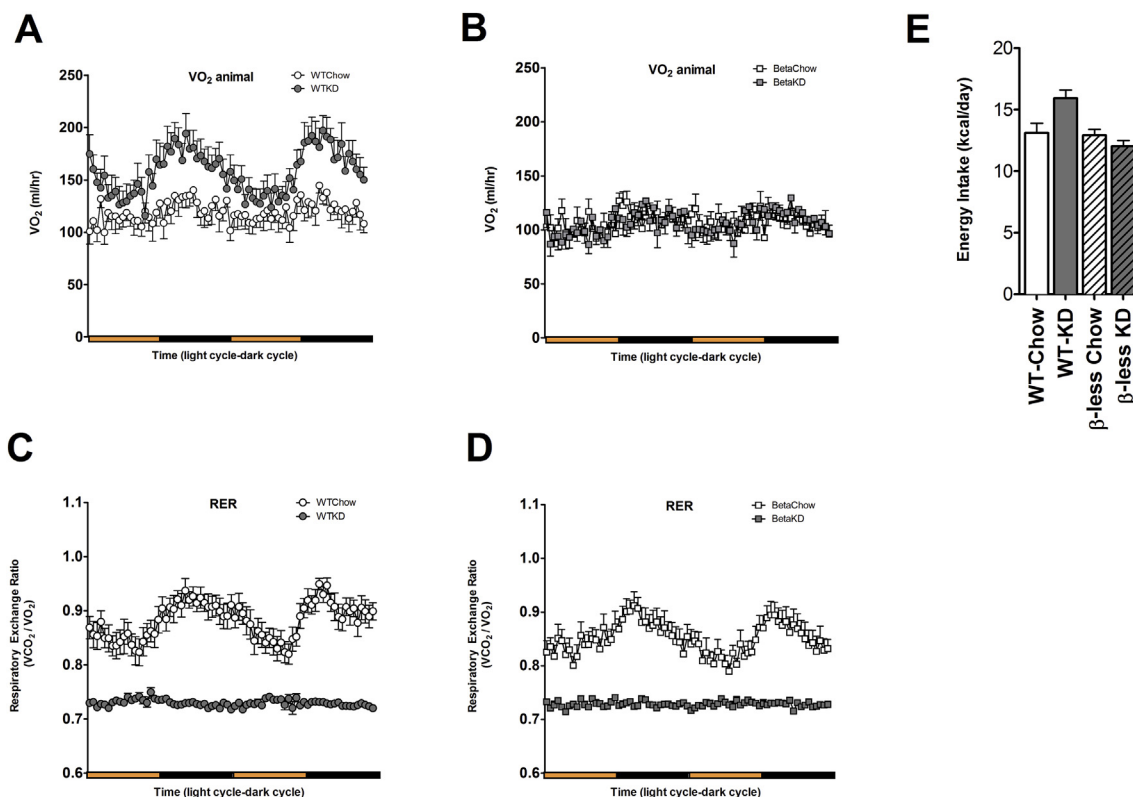 A
VO2 animal
WTChow
WTKD
250
200
150
100
50
0
VO2 (ml/hr)
Time (light cycle-dark cycle)
B
VO2 animal
BetaChow
BetaKD
250
200
150
100
50
0
VO2 (ml/hr)
Time (light cycle-dark cycle)
E
20
15
10
5
0
Energy Intake (kcal/day)
WT-Chow
WT-KD
β-less Chow
β-less KD
C
RER
WTChow
WTKD
1.1
1.0
0.9
0.8
0.7
0.6
Respiratory Exchange Ratio
(VCO2 / VO2)
Time (light cycle-dark cycle)
D
RER
BetaChow
BetaKD
1.1
1.0
0.9
0.8
0.7
0.6
Respiratory Exchange Ratio
(VCO2 / VO2)
Time (light cycle-dark cycle)